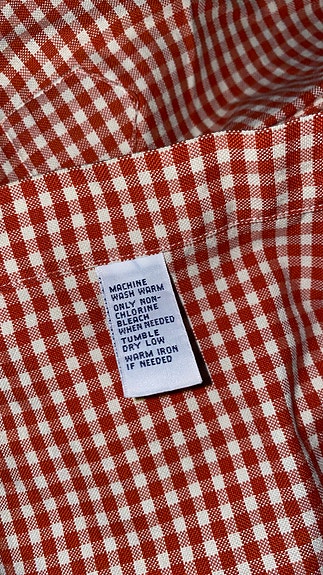 MACHINE
WASH WARM
ONLY NON-
CHLORINE
BLEACH
WHEN NEEDED
TUMBLE
DRY LOW
WARM IRON
IF NEEDED